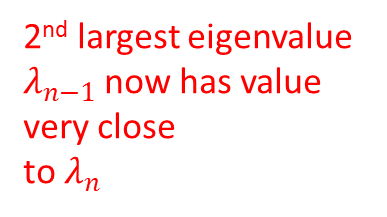 2nd largest eigenvalue
λn−1 now has value
very close
to λn